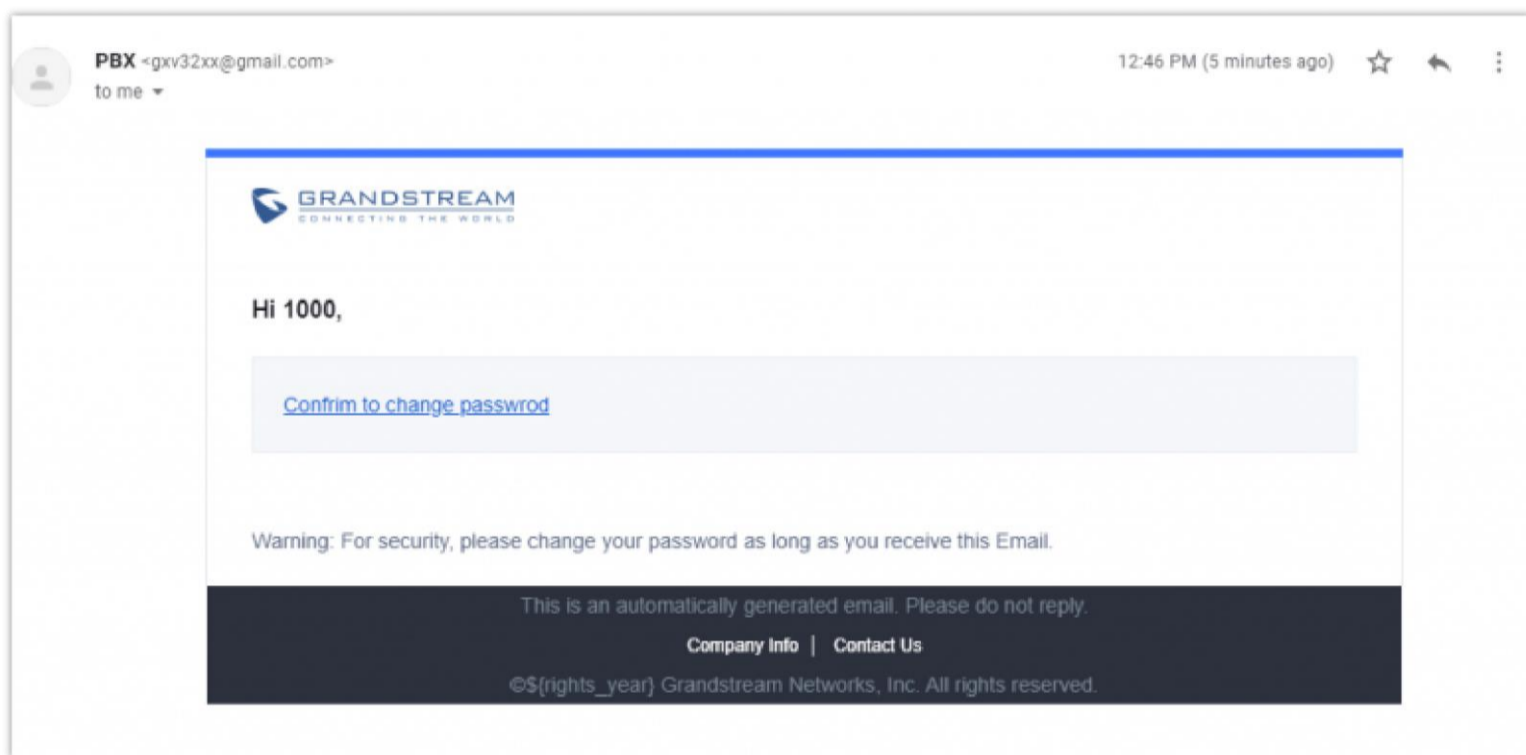 PBX <gxv32xx@gmail.com>
12:46 PM (5 minutes ago)
to me
GRANDSTREAM
CONNECTING THE WORLD
Hi 1000,
Confrim to change passwrod
Warning: For security, please change your password as long as you receive this Email.
This is an automatically generated email. Please do not reply.
Company Info | Contact Us
©${rights_year} Grandstream Networks, Inc. All rights reserved.